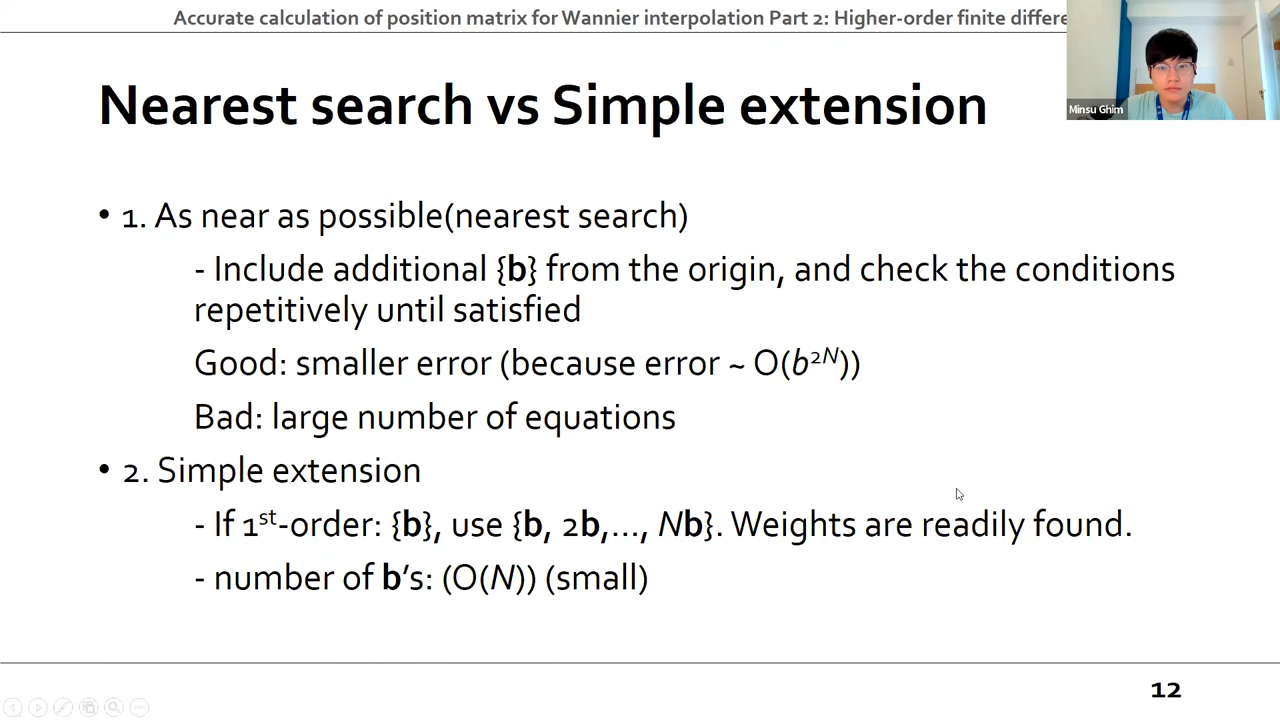 Accurate calculation of position matrix for Wannier interpolation Part 2: Higher-order finite differe
Minsu Ghim
Nearest search vs Simple extension
• 1. As near as possible(nearest search)
- Include additional {b} from the origin, and check the conditions
repetitively until satisfied
Good: smaller error (because error ~ O(b²ᴺ))
Bad: large number of equations
• 2. Simple extension
- If 1ˢᵗ-order: {b}, use {b, 2b,…, Nb}. Weights are readily found.
- number of b’s: (O(N)) (small)
12